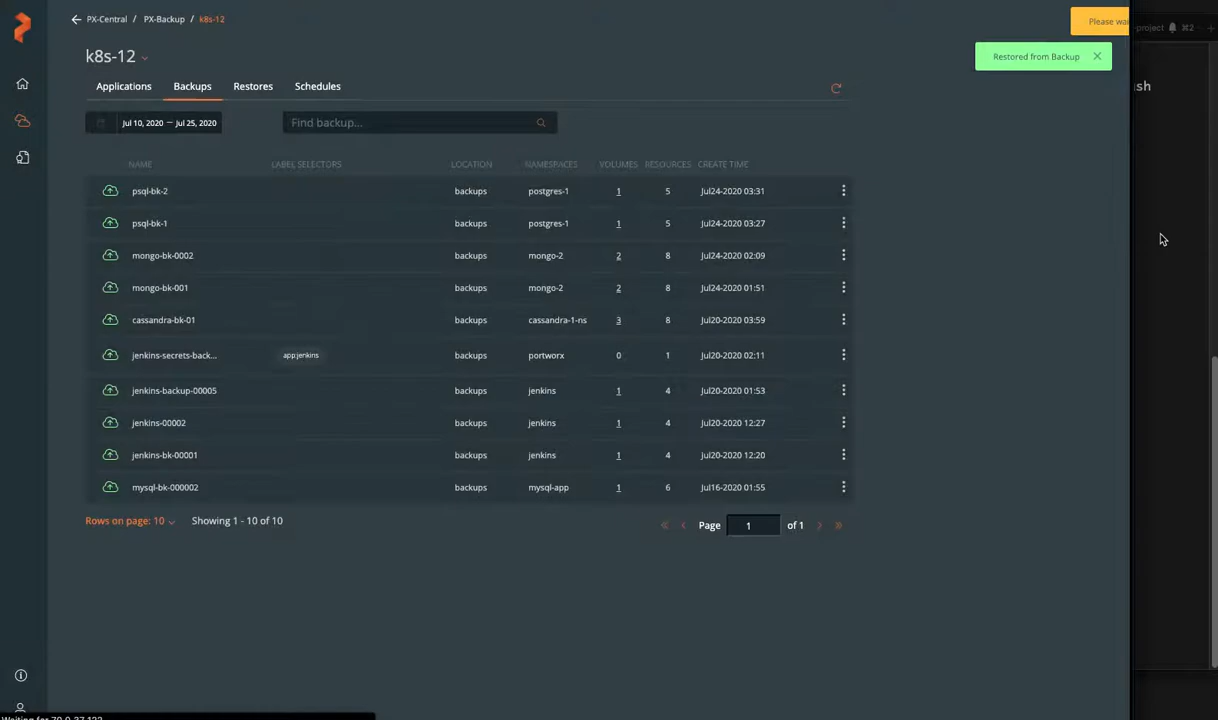 PX-Central / PX-Backup / k8s-12
Please wa
-project ⌘2
k8s-12
Restored from Backup
sh
Applications Backups Restores Schedules
Jul 10, 2020 — Jul 25, 2020
Find backup...
NAME LABEL SELECTORS LOCATION NAMESPACES VOLUMES RESOURCES CREATE TIME
psql-bk-2 backups postgres-1 1 5 Jul24-2020 03:31
psql-bk-1 backups postgres-1 1 5 Jul24-2020 03:27
mongo-bk-0002 backups mongo-2 2 8 Jul24-2020 02:09
mongo-bk-001 backups mongo-2 2 8 Jul24-2020 01:51
cassandra-bk-01 backups cassandra-1-ns 3 8 Jul20-2020 03:59
jenkins-secrets-back... app:jenkins backups portworx 0 1 Jul20-2020 02:11
jenkins-backup-00005 backups jenkins 1 4 Jul20-2020 01:53
jenkins-00002 backups jenkins 1 4 Jul20-2020 12:27
jenkins-bk-00001 backups jenkins 1 4 Jul20-2020 12:20
mysql-bk-000002 backups mysql-app 1 6 Jul16-2020 01:55
Rows on page: 10 Showing 1 - 10 of 10 Page 1 of 1